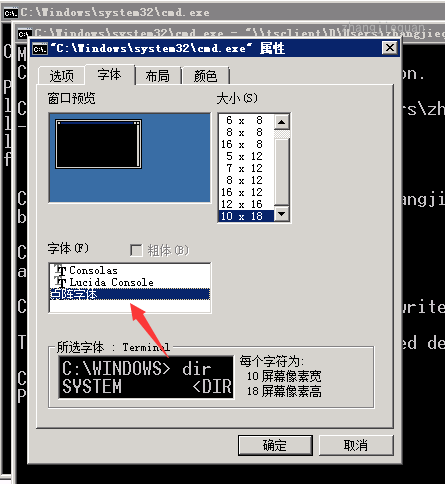 C:\Windows\system32\cmd.exe
C:\Windows\system32\cmd.exe - "\\tsclient\D\Users\zhangjieq
zhangjiequan.
"C:\Windows\system32\cmd.exe" 属性
选项 字体 布局 颜色
窗口预览 大小(S)
6 x 8
8 x 8
16 x 8
5 x 12
7 x 12
8 x 12
16 x 12
12 x 16
10 x 18
字体(F) 粗体(B)
Consolas
Lucida Console
点阵字体
所选字体 : Terminal
C:\WINDOWS> dir
SYSTEM <DIR
每个字符为:
10 屏幕像素宽
18 屏幕像素高
确定 取消
on.
rs\zh
angji
write
ed de